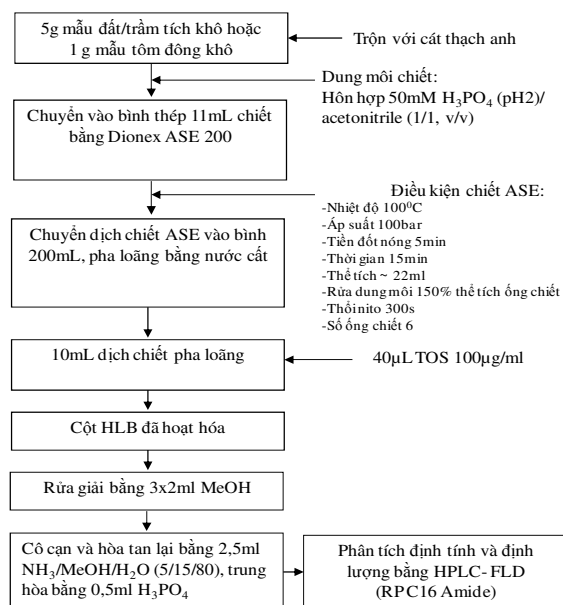 5g mẫu đất/trầm tích khô hoặc
1 g mẫu tôm đông khô
Trộn với cát thạch anh
Dung môi chiết:
Hôn hợp 50mM H₃PO₄ (pH2)/
acetonitrile (1/1, v/v)
Chuyển vào bình thép 11mL chiết
bằng Dionex ASE 200
Điều kiện chiết ASE:
-Nhiệt độ 100⁰C
-Áp suất 100bar
-Tiền đốt nóng 5min
-Thời gian 15min
-Thể tích ~ 22ml
-Rửa dung môi 150% thể tích ống chiết
-Thổi nito 300s
-Số ống chiết 6
Chuyển dịch chiết ASE vào bình
200mL, pha loãng bằng nước cất
10mL dịch chiết pha loãng
40µL TOS 100µg/ml
Cột HLB đã hoạt hóa
Rửa giải bằng 3x2ml MeOH
Cô cạn và hòa tan lại bằng 2,5ml
NH₃/MeOH/H₂O (5/15/80), trung
hòa bằng 0,5ml H₃PO₄
Phân tích định tính và định
lượng bằng HPLC- FLD
(RP C16 Amide)